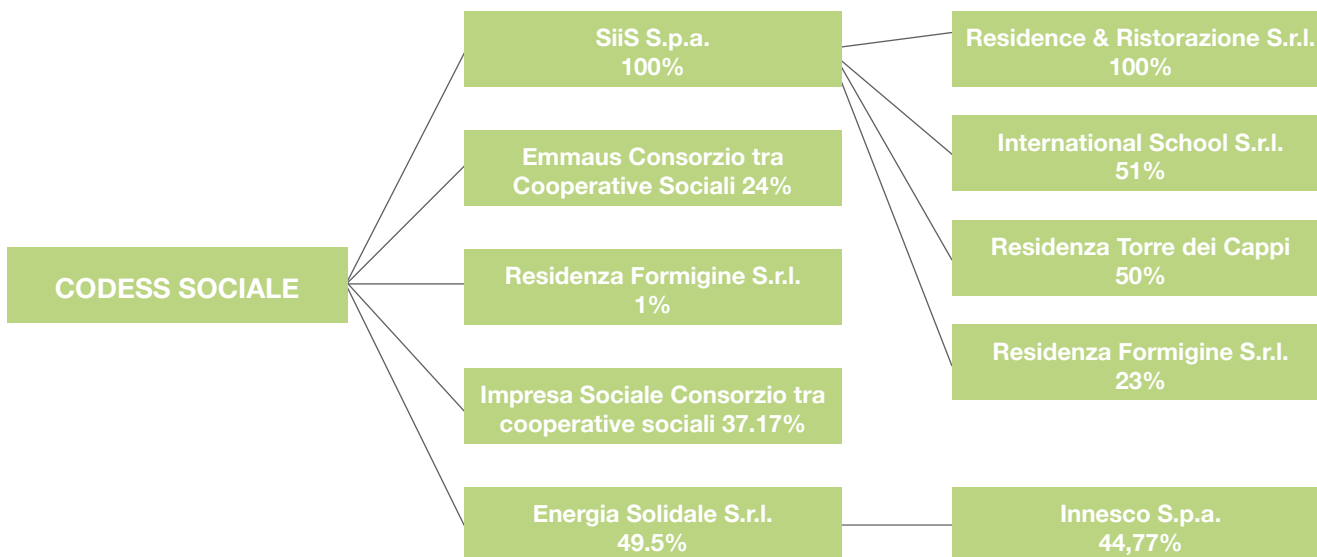 CODESS SOCIALE
SiiS S.p.a.
100%
Emmaus Consorzio tra
Cooperative Sociali 24%
Residenza Formigine S.r.l.
1%
Impresa Sociale Consorzio tra
cooperative sociali 37.17%
Energia Solidale S.r.l.
49.5%
Residence & Ristorazione S.r.l.
100%
International School S.r.l.
51%
Residenza Torre dei Cappi
50%
Residenza Formigine S.r.l.
23%
Innesco S.p.a.
44,77%